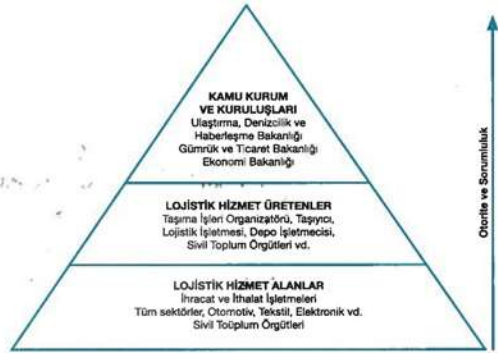 KAMU KURUM
VE KURULUŞLARI
Ulaştırma, Denizcilik ve
Haberleşme Bakanlığı
Gümrük ve Ticaret Bakanlığı
Ekonomi Bakanlığı
LOJİSTİK HİZMET ÜRETENLER
Taşıma İşleri Organizatörü, Taşıyıcı,
Lojistik İşletmesi, Depo İşletmecisi,
Sivil Toplum Örgütleri vd.
LOJİSTİK HİZMET ALANLAR
İhracat ve İthalat İşletmeleri
Tüm sektörler, Otomotiv, Tekstil, Elektronik vd.
Sivil Toüplum Örgütleri
Otorite ve Sorumluluk